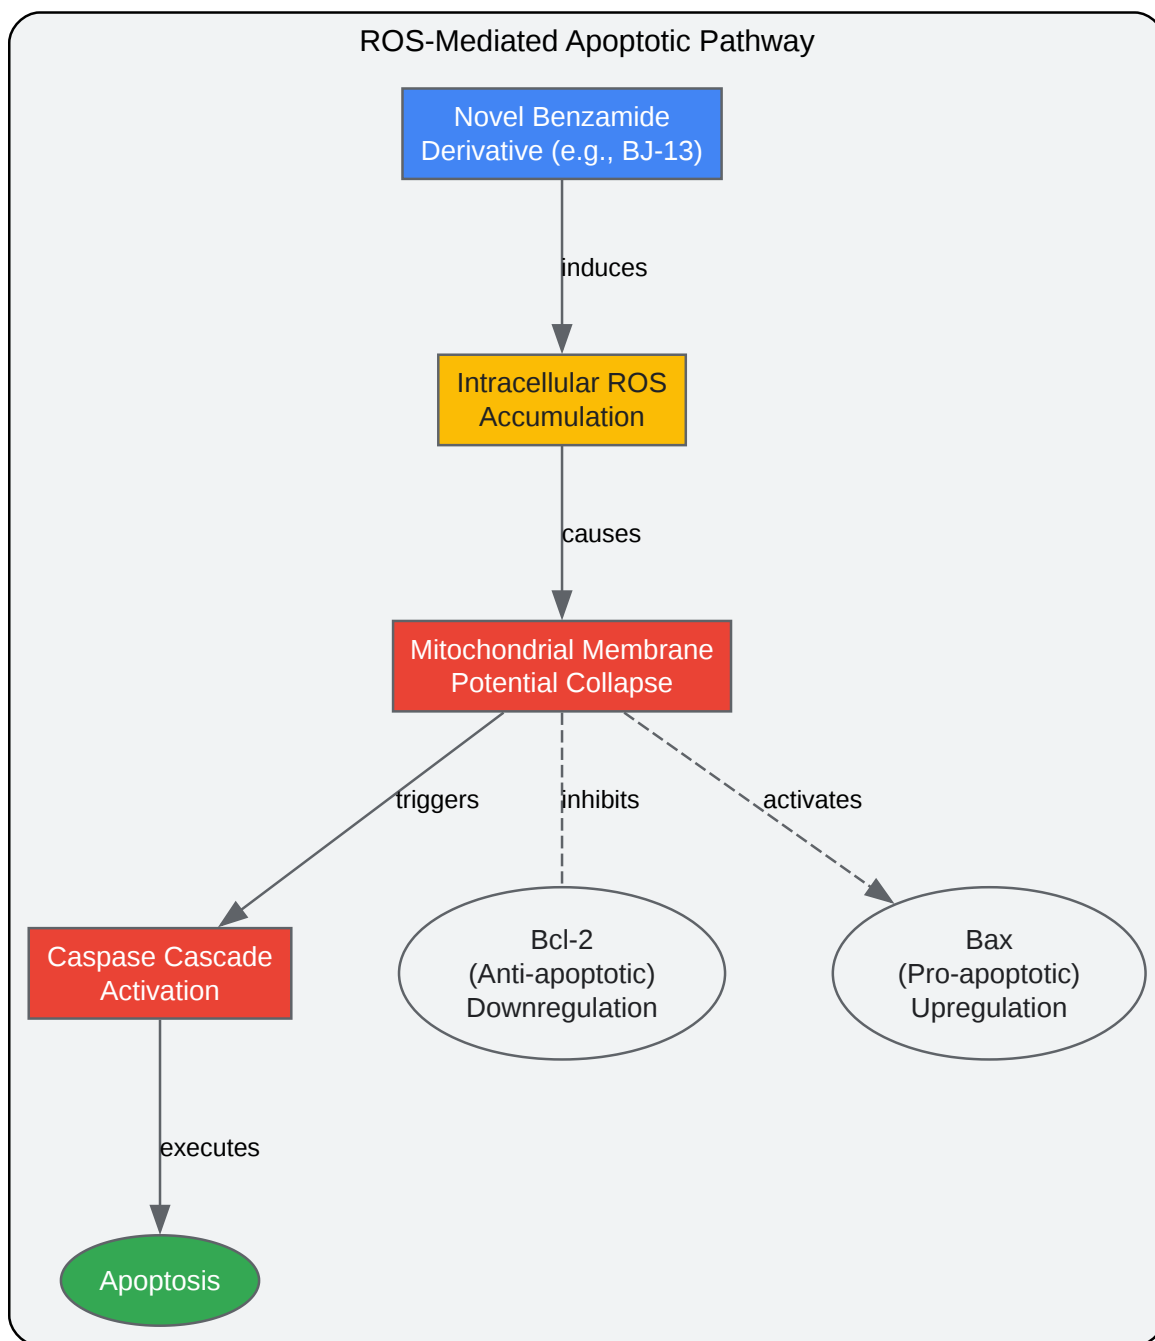 ROS-Mediated Apoptotic Pathway
Novel Benzamide
Derivative (e.g., BJ-13)
induces
Intracellular ROS
Accumulation
causes
Mitochondrial Membrane
Potential Collapse
triggers
inhibits
activates
Caspase Cascade
Activation
Bcl-2
(Anti-apoptotic)
Downregulation
Bax
(Pro-apoptotic)
Upregulation
executes
Apoptosis